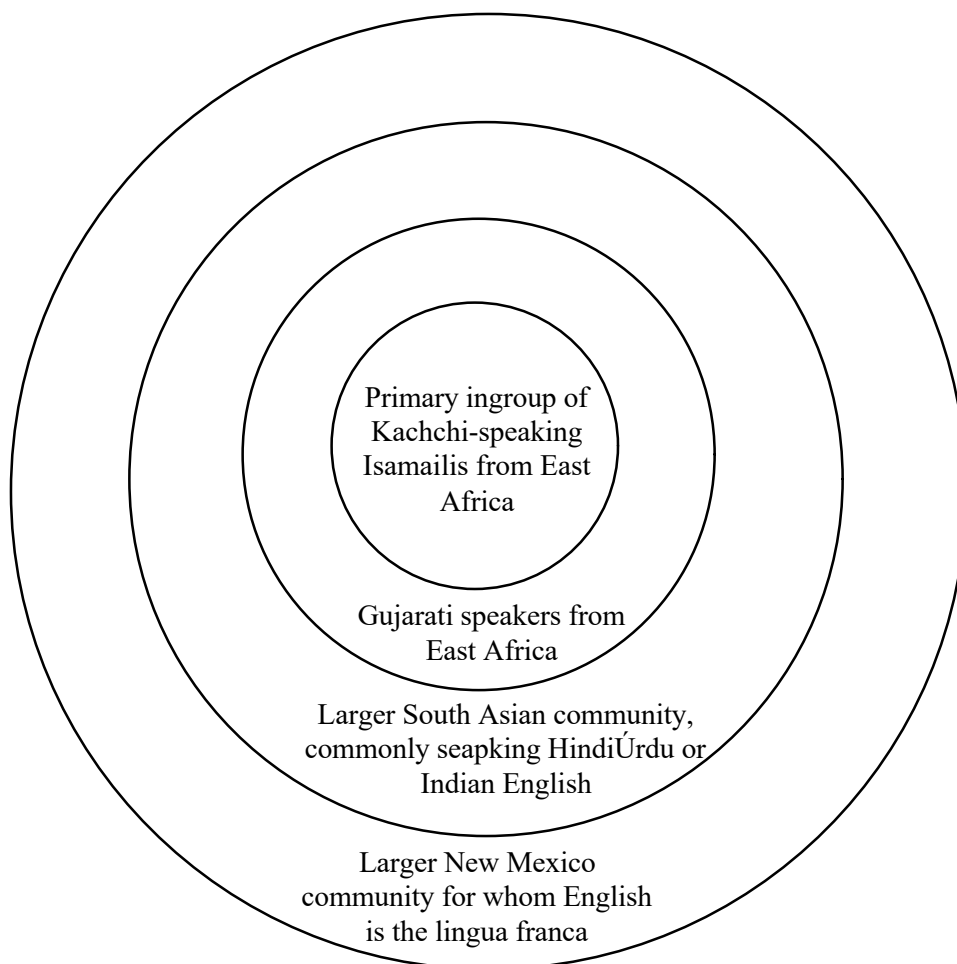 Primary ingroup of
Kachchi-speaking
Isamailis from East
Africa
Gujarati speakers from
East Africa
Larger South Asian community,
commonly seapking HindiÚrdu or
Indian English
Larger New Mexico
community for whom English
is the lingua franca